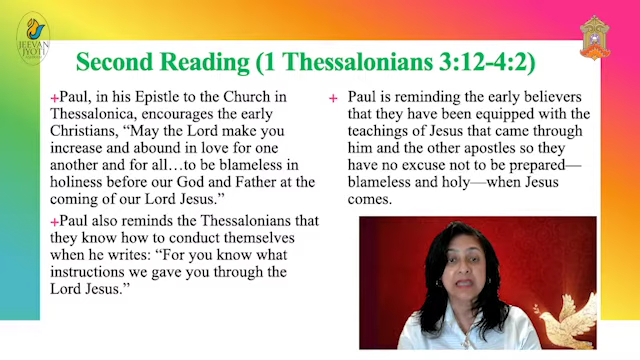 JEEVAN
JYOTI
Second Reading (1 Thessalonians 3:12-4:2)
+Paul, in his Epistle to the Church in
Thessalonica, encourages the early
Christians, “May the Lord make you
increase and abound in love for one
another and for all…to be blameless in
holiness before our God and Father at the
coming of our Lord Jesus.”
+Paul also reminds the Thessalonians that
they know how to conduct themselves
when he writes: “For you know what
instructions we gave you through the
Lord Jesus.”
+ Paul is reminding the early believers
that they have been equipped with the
teachings of Jesus that came through
him and the other apostles so they
have no excuse not to be prepared—
blameless and holy—when Jesus
comes.